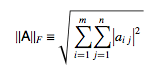 ‖A‖_F ≡ √(∑_{i=1}^{m} ∑_{j=1}^{n} |a_{ij}|²)